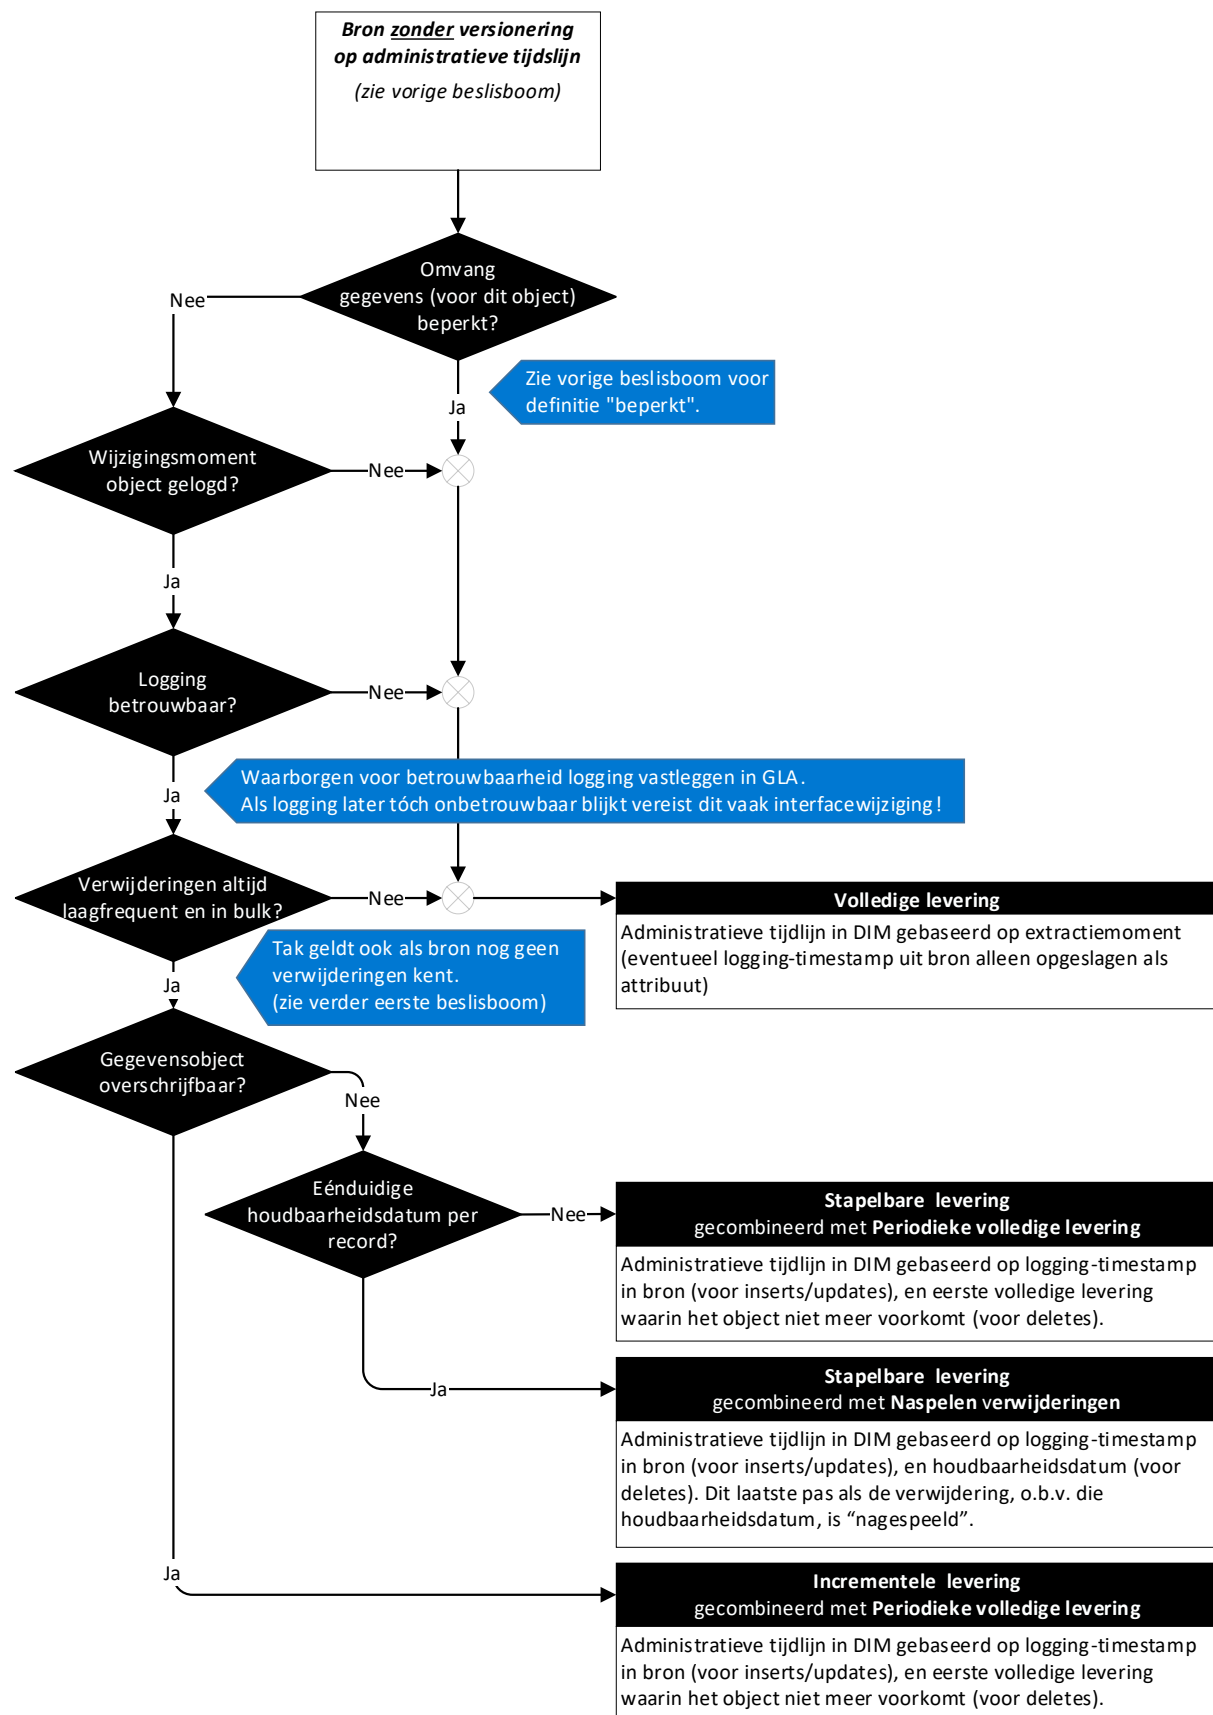 Bron zonder versionering
op administratieve tijdslijn
(zie vorige beslisboom)
Omvang
gegevens (voor dit object)
beperkt?
Nee
Zie vorige beslisboom voor
definitie "beperkt".
Ja
Wijzigingsmoment
object gelogd?
Nee
Ja
Logging
betrouwbaar?
Nee
Waarborgen voor betrouwbaarheid logging vastleggen in GLA.
Als logging later tóch onbetrouwbaar blijkt vereist dit vaak interfacewijziging!
Ja
Verwijderingen altijd
laagfrequent en in bulk?
Nee
Volledige levering
Administratieve tijdlijn in DIM gebaseerd op extractiemoment
(eventueel logging-timestamp uit bron alleen opgeslagen als
attribuut)
Tak geldt ook als bron nog geen
verwijderingen kent.
(zie verder eerste beslisboom)
Ja
Gegevensobject
overschrijfbaar?
Nee
Eénduidige
houdbaarheidsdatum per
record?
Nee
Stapelbare levering
gecombineerd met Periodieke volledige levering
Administratieve tijdlijn in DIM gebaseerd op logging-timestamp
in bron (voor inserts/updates), en eerste volledige levering
waarin het object niet meer voorkomt (voor deletes).
Ja
Stapelbare levering
gecombineerd met Naspelen verwijderingen
Administratieve tijdlijn in DIM gebaseerd op logging-timestamp
in bron (voor inserts/updates), en houdbaarheidsdatum (voor
deletes). Dit laatste pas als de verwijdering, o.b.v. die
houdbaarheidsdatum, is “nagespeeld”.
Ja
Incrementele levering
gecombineerd met Periodieke volledige levering
Administratieve tijdlijn in DIM gebaseerd op logging-timestamp
in bron (voor inserts/updates), en eerste volledige levering
waarin het object niet meer voorkomt (voor deletes).